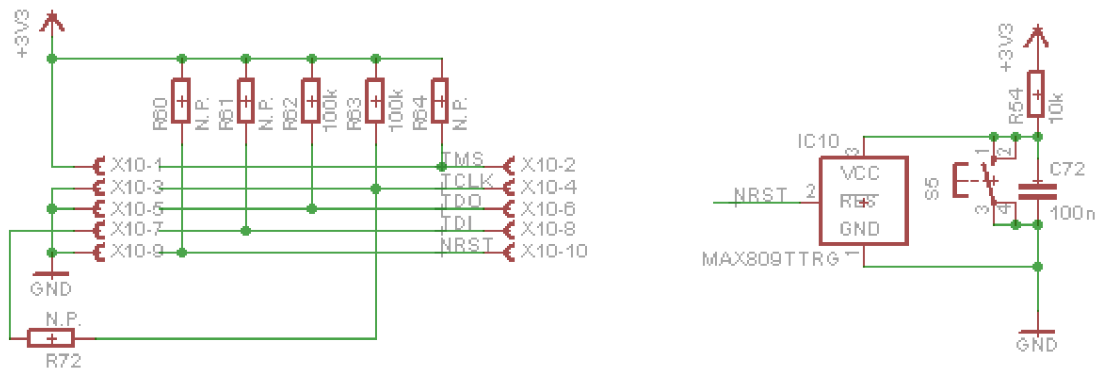 +3V3
R60 N.P.
R61 N.P.
R62 100k
R63 100k
R64 N.P.
X10-1 TMS X10-2
X10-3 TCLK X10-4
X10-5 TDO X10-6
X10-7 TDI X10-8
X10-9 NRST X10-10
GND
N.P.
R72
+3V3
R54 10k
IC10
3
VCC
NRST 2 RES
GND
MAX809TTRG 1
1 2
S5
3 4
C72
100n
GND